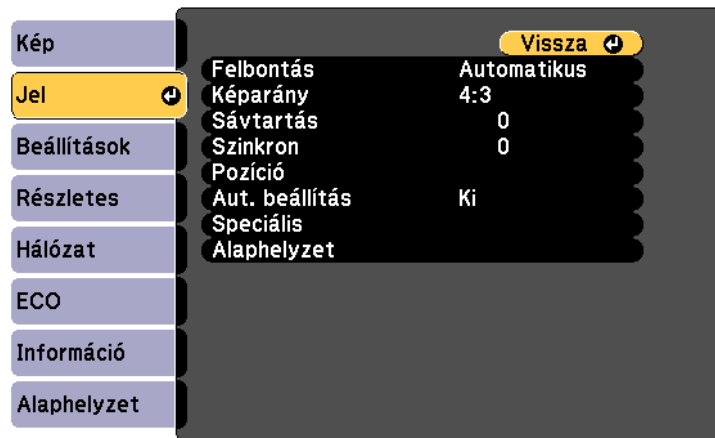 Kép
Jel
Beállítások
Részletes
Hálózat
ECO
Információ
Alaphelyzet
Vissza
Felbontás Automatikus
Képarány 4:3
Sávtartás 0
Szinkron 0
Pozíció
Aut. beállítás Ki
Speciális
Alaphelyzet